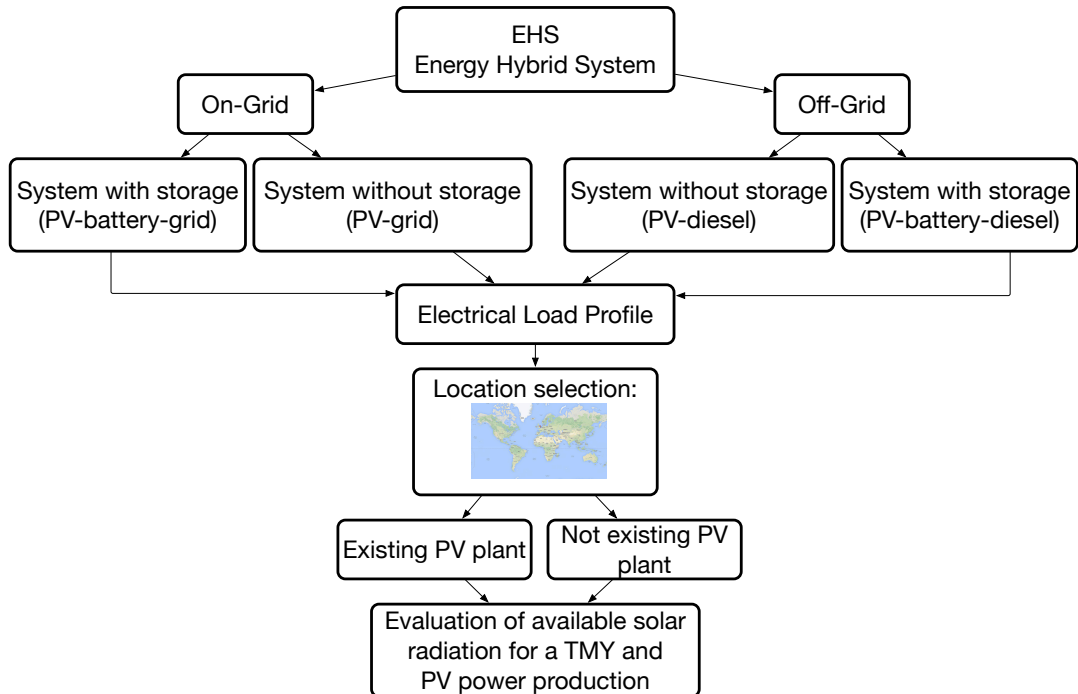 EHS
Energy Hybrid System
On-Grid
Off-Grid
System with storage
(PV-battery-grid)
System without storage
(PV-grid)
System without storage
(PV-diesel)
System with storage
(PV-battery-diesel)
Electrical Load Profile
Location selection:
Existing PV plant
Not existing PV
plant
Evaluation of available solar
radiation for a TMY and
PV power production